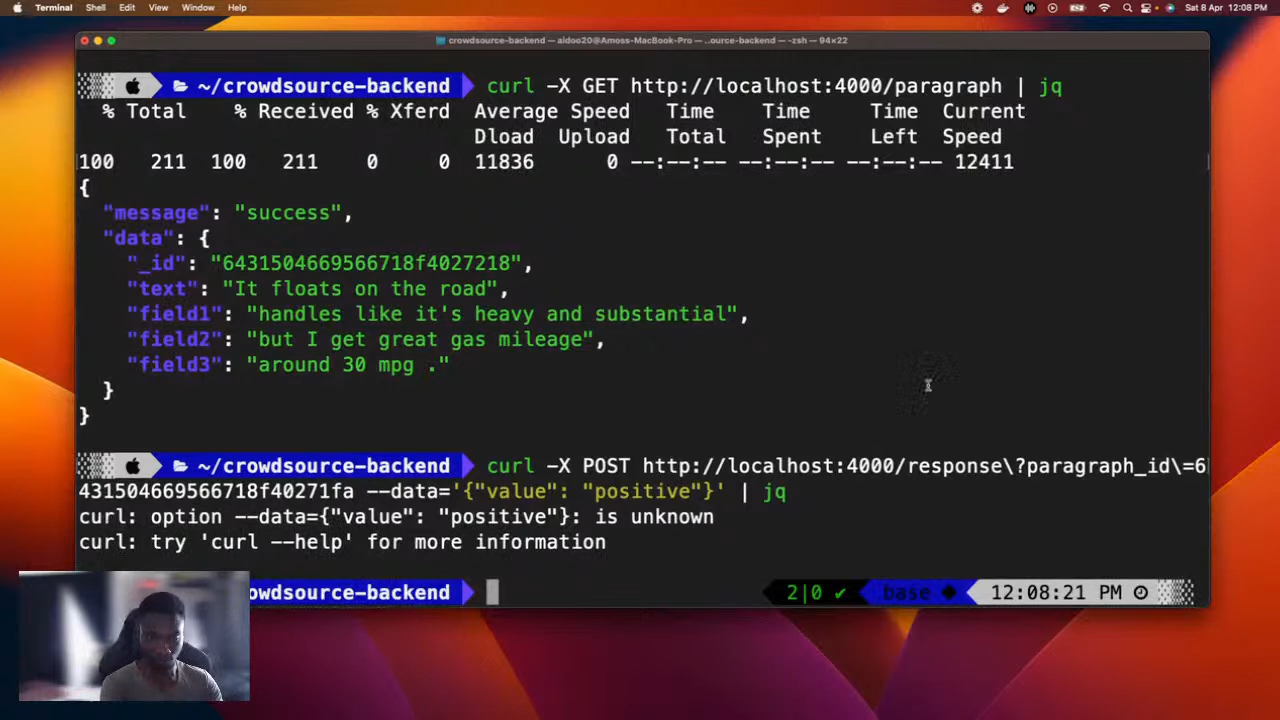 Terminal Shell Edit View Window Help Sat 8 Apr 12:08 PM
crowdsource-backend — aidoo20@Amoss-MacBook-Pro — ..ource-backend — -zsh — 94×22
~/crowdsource-backend curl -X GET http://localhost:4000/paragraph | jq
% Total % Received % Xferd Average Speed Time Time Time Current
Dload Upload Total Spent Left Speed
100 211 100 211 0 0 11836 0 --:--:-- --:--:-- --:--:-- 12411
{
"message": "success",
"data": {
"_id": "6431504669566718f4027218",
"text": "It floats on the road",
"field1": "handles like it's heavy and substantial",
"field2": "but I get great gas mileage",
"field3": "around 30 mpg ."
}
}
~/crowdsource-backend curl -X POST http://localhost:4000/response\?paragraph_id\=6
431504669566718f40271fa --data='{"value": "positive"}' | jq
curl: option --data={"value": "positive"}: is unknown
curl: try 'curl --help' for more information
owdsource-backend 2|0 ✔ base 12:08:21 PM